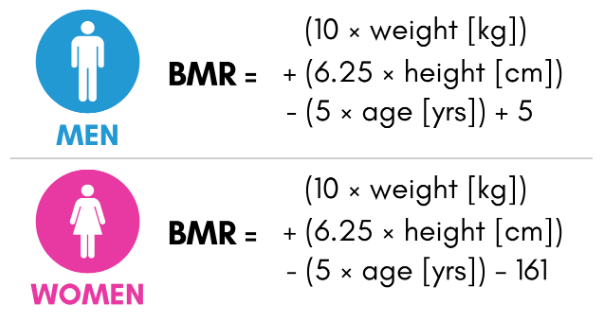 (10 × weight [kg])
BMR = + (6.25 × height [cm])
- (5 × age [yrs]) + 5
MEN
(10 × weight [kg])
BMR = + (6.25 × height [cm])
- (5 × age [yrs]) - 161
WOMEN